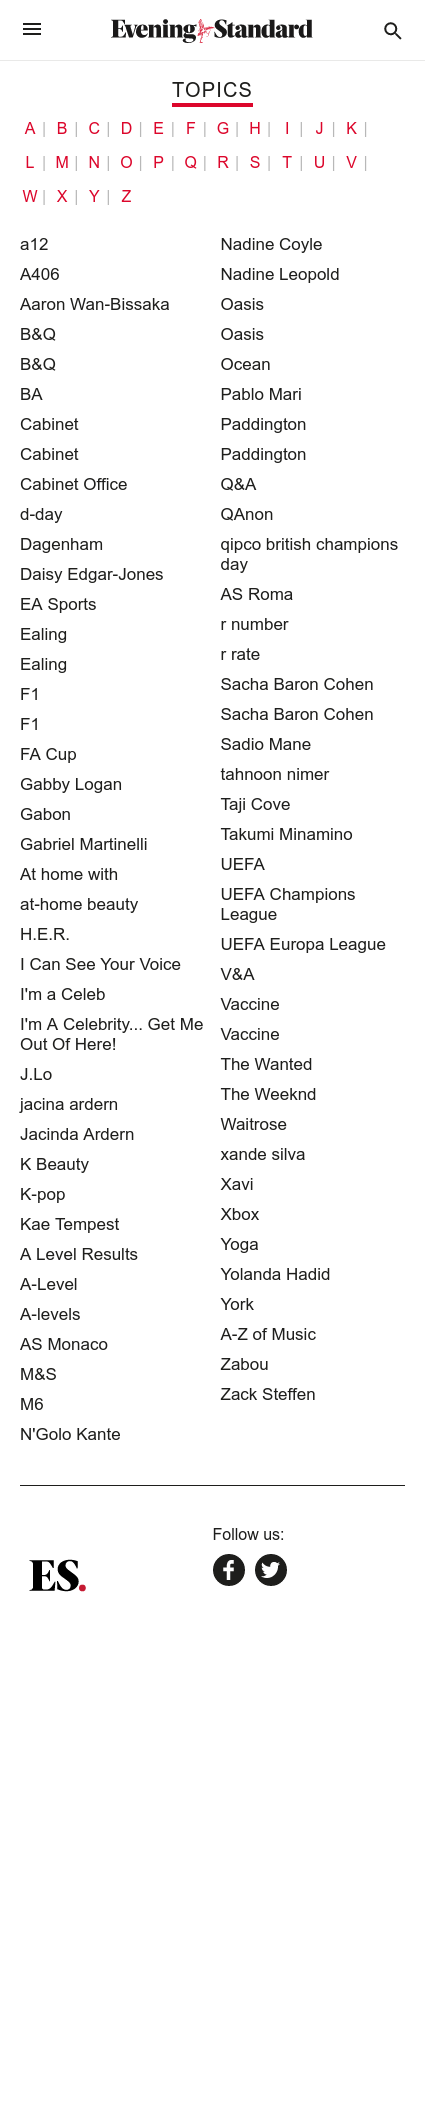 Evening Standard
TOPICS
A | B | C | D | E | F | G | H | I | J | K |
L | M | N | O | P | Q | R | S | T | U | V |
W | X | Y | Z
a12
A406
Aaron Wan-Bissaka
B&Q
B&Q
BA
Cabinet
Cabinet
Cabinet Office
d-day
Dagenham
Daisy Edgar-Jones
EA Sports
Ealing
Ealing
F1
F1
FA Cup
Gabby Logan
Gabon
Gabriel Martinelli
At home with
at-home beauty
H.E.R.
I Can See Your Voice
I'm a Celeb
I'm A Celebrity... Get Me
Out Of Here!
J.Lo
jacina ardern
Jacinda Ardern
K Beauty
K-pop
Kae Tempest
A Level Results
A-Level
A-levels
AS Monaco
M&S
M6
N'Golo Kante
Nadine Coyle
Nadine Leopold
Oasis
Oasis
Ocean
Pablo Mari
Paddington
Paddington
Q&A
QAnon
qipco british champions
day
AS Roma
r number
r rate
Sacha Baron Cohen
Sacha Baron Cohen
Sadio Mane
tahnoon nimer
Taji Cove
Takumi Minamino
UEFA
UEFA Champions
League
UEFA Europa League
V&A
Vaccine
Vaccine
The Wanted
The Weeknd
Waitrose
xande silva
Xavi
Xbox
Yoga
Yolanda Hadid
York
A-Z of Music
Zabou
Zack Steffen
Follow us:
ES.